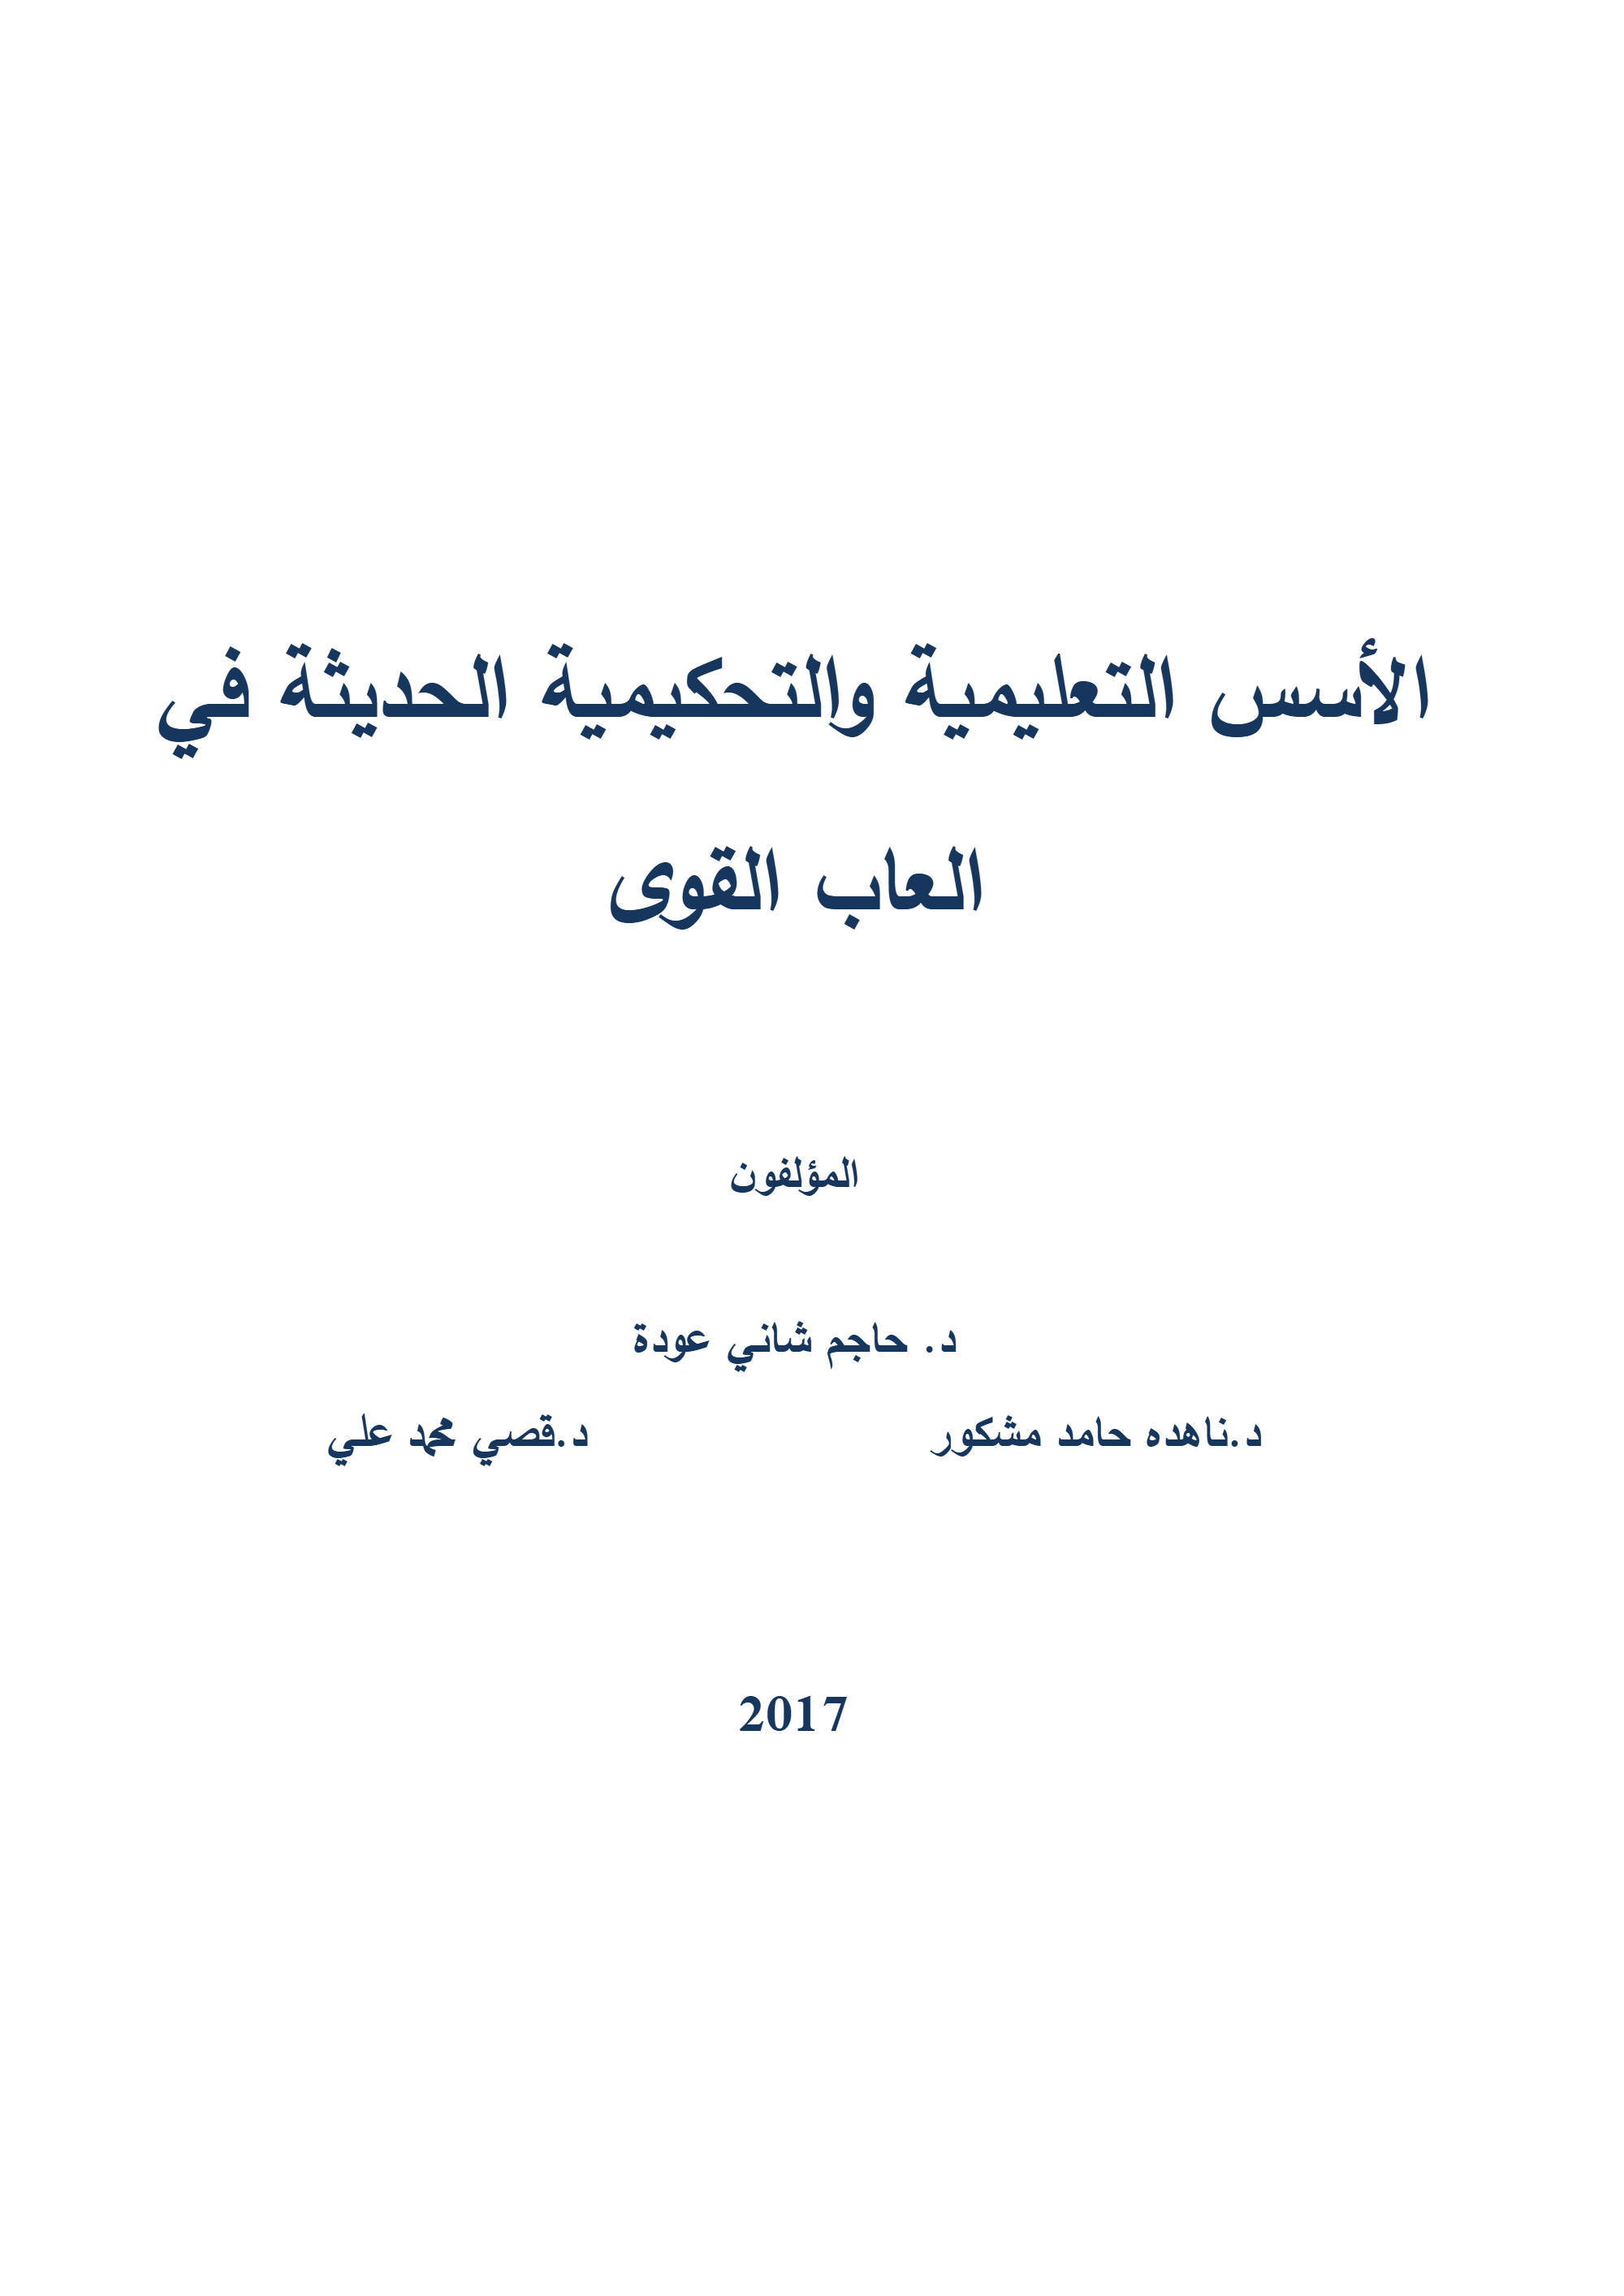 الأسس التعليمية والتحكيمية الحديثة في
العاب القوى
المؤلفون
د. حاجم شاني عودة
د.ناهده حامد مشكور د.قصي محمد علي
2017